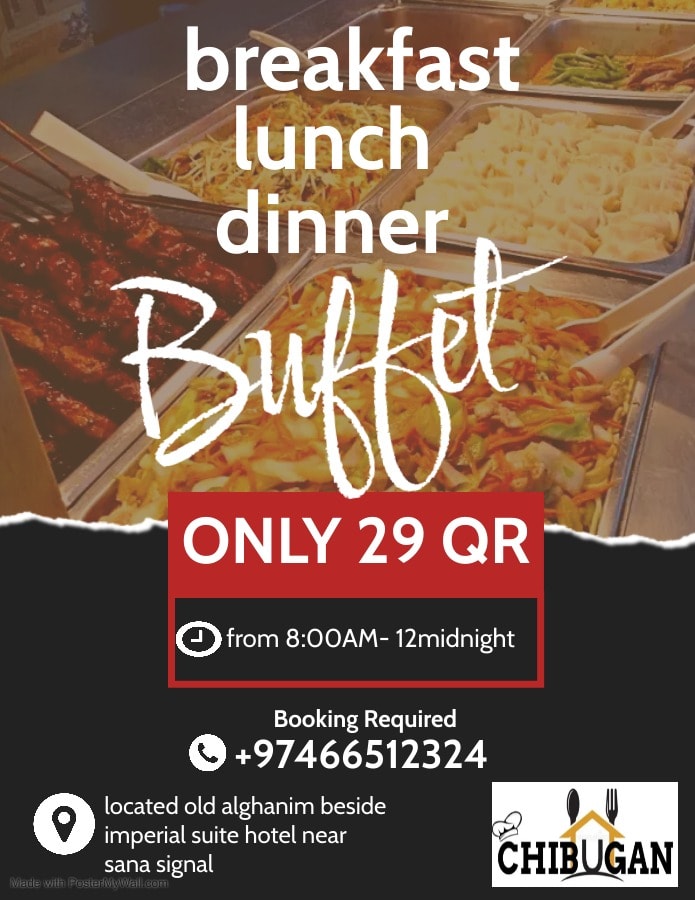 breakfast
lunch
dinner
Buffet
ONLY 29 QR
from 8:00AM- 12midnight
Booking Required
+97466512324
located old alghanim beside
imperial suite hotel near
sana signal
CHIBUGAN
Made with PosterMyWall.com